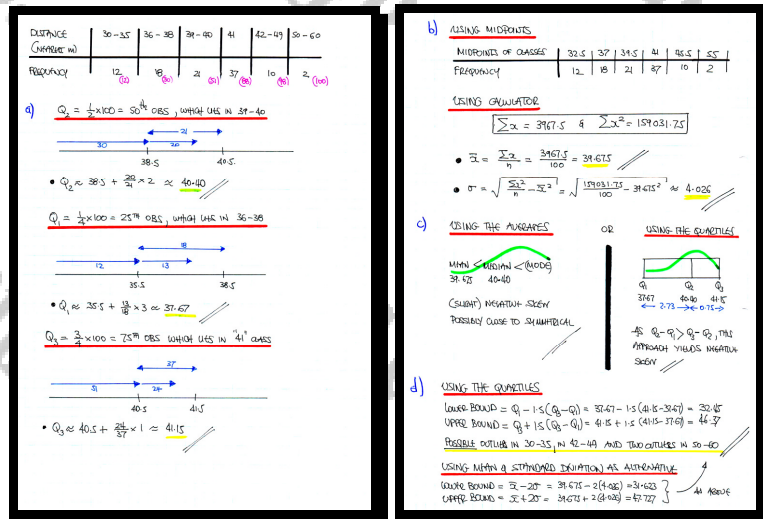 DISTANCE (NEAREST m) 30-35 36-38 39-40 41 42-49 50-60
FREQUENCY 12 18 21 37 10 2
(12) (30) (51) (88) (98) (100)
a) Q₂ = ½×100 = 50th OBS, WHICH LIES IN 39-40
21
30 20
38.5 40.5
• Q₂ ≈ 38.5 + 20/21 × 2 ≈ 40.40
Q₁ = ¼×100 = 25TH OBS, WHICH LIES IN 36-38
18
12 13
35.5 38.5
• Q₁ ≈ 35.5 + 13/18 × 3 ≈ 37.67
Q₃ = ¾×100 = 75TH OBS WHICH LIES IN "41" CLASS
37
51 24
40.5 41.5
• Q₃ ≈ 40.5 + 24/37 × 1 ≈ 41.15
b) USING MIDPOINTS
MIDPOINTS OF CLASSES 32.5 37 39.5 41 45.5 55
FREQUENCY 12 18 21 37 10 2
USING CALCULATOR
Σx = 3967.5 & Σx² = 159031.75
• x̄ = Σx/n = 3967.5/100 = 39.675
• σ = √(Σx²/n - x̄²) = √(159031.75/100 - 39.675²) ≈ 4.026
c) USING THE AVERAGES OR USING THE QUARTILES
MEAN < MEDIAN < (MODE)
39.675 40.40
(SLIGHT) NEGATIVE SKEW
POSSIBLY CLOSE TO SYMMETRICAL
Q₁ Q₂ Q₃
37.67 40.40 41.15
2.73 0.75
AS Q₂-Q₁ > Q₃-Q₂, THIS
APPROACH YIELDS NEGATIVE
SKEW
d) USING THE QUARTILES
LOWER BOUND = Q₁ - 1.5(Q₃-Q₁) = 37.67 - 1.5(41.15-37.67) = 32.45
UPPER BOUND = Q₃ + 1.5(Q₃-Q₁) = 41.15 + 1.5(41.15-37.67) = 46.37
POSSIBLE OUTLIERS IN 30-35, IN 42-49 AND TWO OUTLIERS IN 50-60
USING MEAN & STANDARD DEVIATION AS ALTERNATIVE
LOWER BOUND = x̄ - 2σ = 39.675 - 2(4.026) = 31.623
UPPER BOUND = x̄ + 2σ = 39.675 + 2(4.026) = 47.727
AS ABOVE